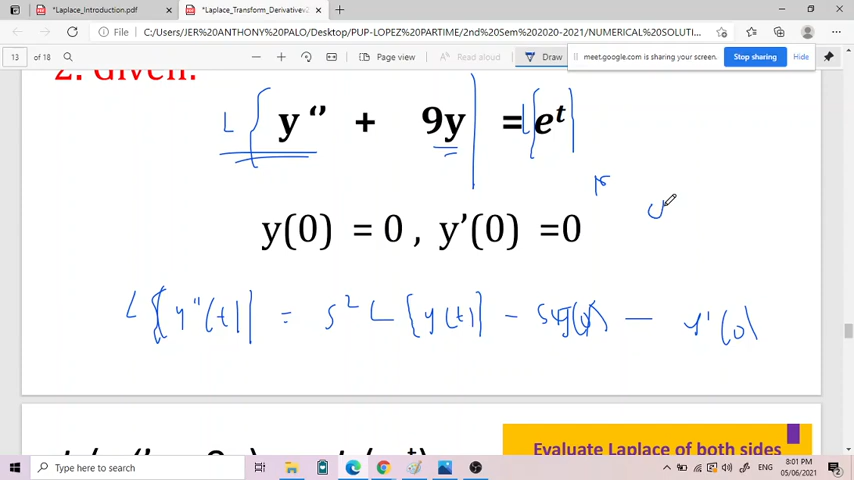 *Laplace_Introduction.pdf
*Laplace_Transform_Derivativev2
C:/Users/JER%20ANTHONY%20PALO/Desktop/PUP-LOPEZ%20PARTIME/2nd%20Sem%202020-2021/NUMERICAL%20SOLUTI...
13 of 18
Page view
Read aloud
Draw
meet.google.com is sharing your screen.
Stop sharing
Hide
2. Given:
L { y '' + 9y } = L { e^t }
y(0) = 0 , y'(0) =0
L { y''(t) } = s^2 L { y(t) } - s y(0) - y'(0)
Evaluate Laplace of both sides
Type here to search
ENG
8:01 PM
05/06/2021
2